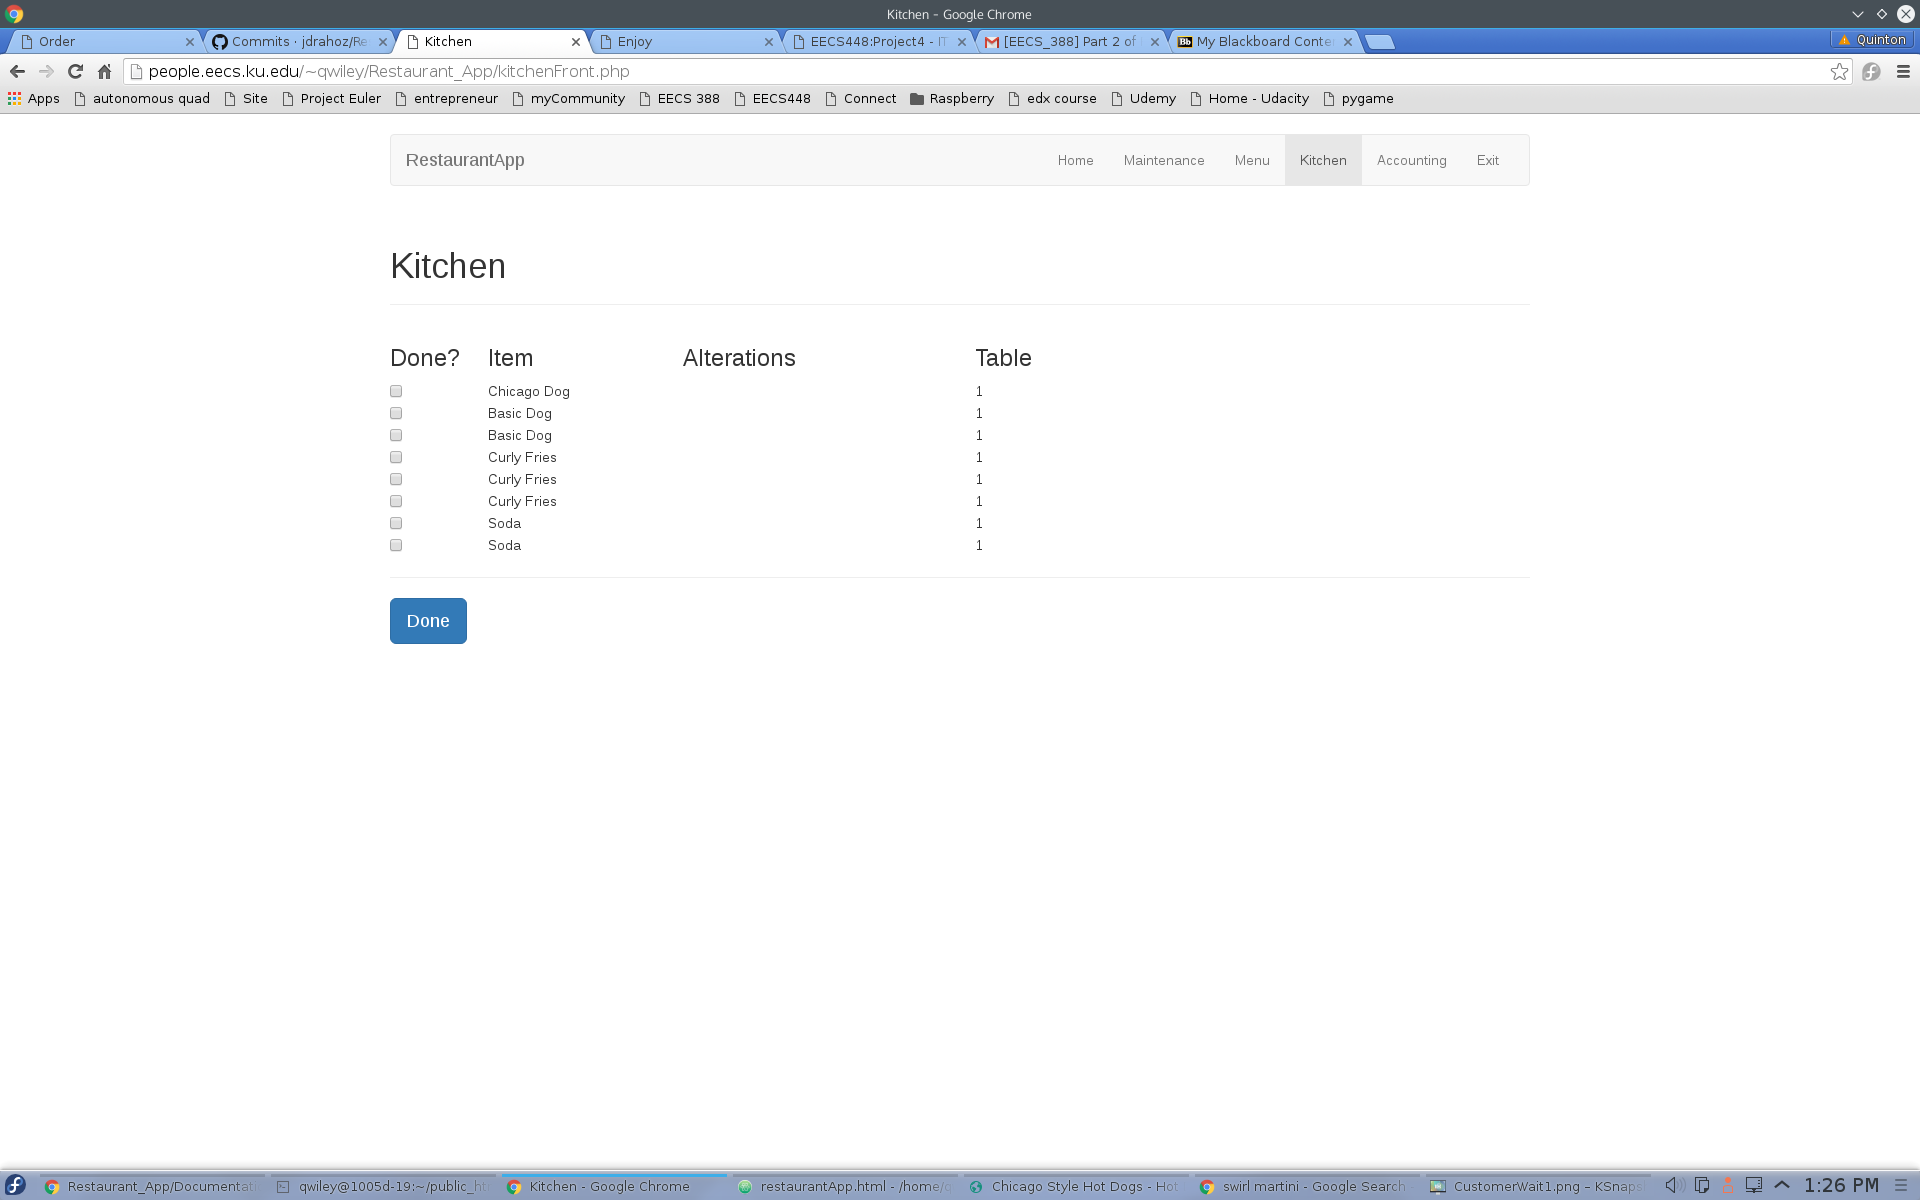 Kitchen - Google Chrome
Order
Commits · jdrahoz/Re
Kitchen
Enjoy
EECS448:Project4 - IT
[EECS_388] Part 2 of
My Blackboard Conte
Quinton
people.eecs.ku.edu/~qwiley/Restaurant_App/kitchenFront.php
Apps autonomous quad Site Project Euler entrepreneur myCommunity EECS 388 EECS448 Connect Raspberry edx course Udemy Home - Udacity pygame
RestaurantApp Home Maintenance Menu Kitchen Accounting Exit
Kitchen
Done? Item Alterations Table
Chicago Dog 1
Basic Dog 1
Basic Dog 1
Curly Fries 1
Curly Fries 1
Curly Fries 1
Soda 1
Soda 1
Done
Restaurant_App/Documentati
qwiley@1005d-19:~/public_ht
Kitchen - Google Chrome
restaurantApp.html - /home/q
Chicago Style Hot Dogs - Hot
swirl martini - Google Search
CustomerWait1.png – KSnaps
1:26 PM